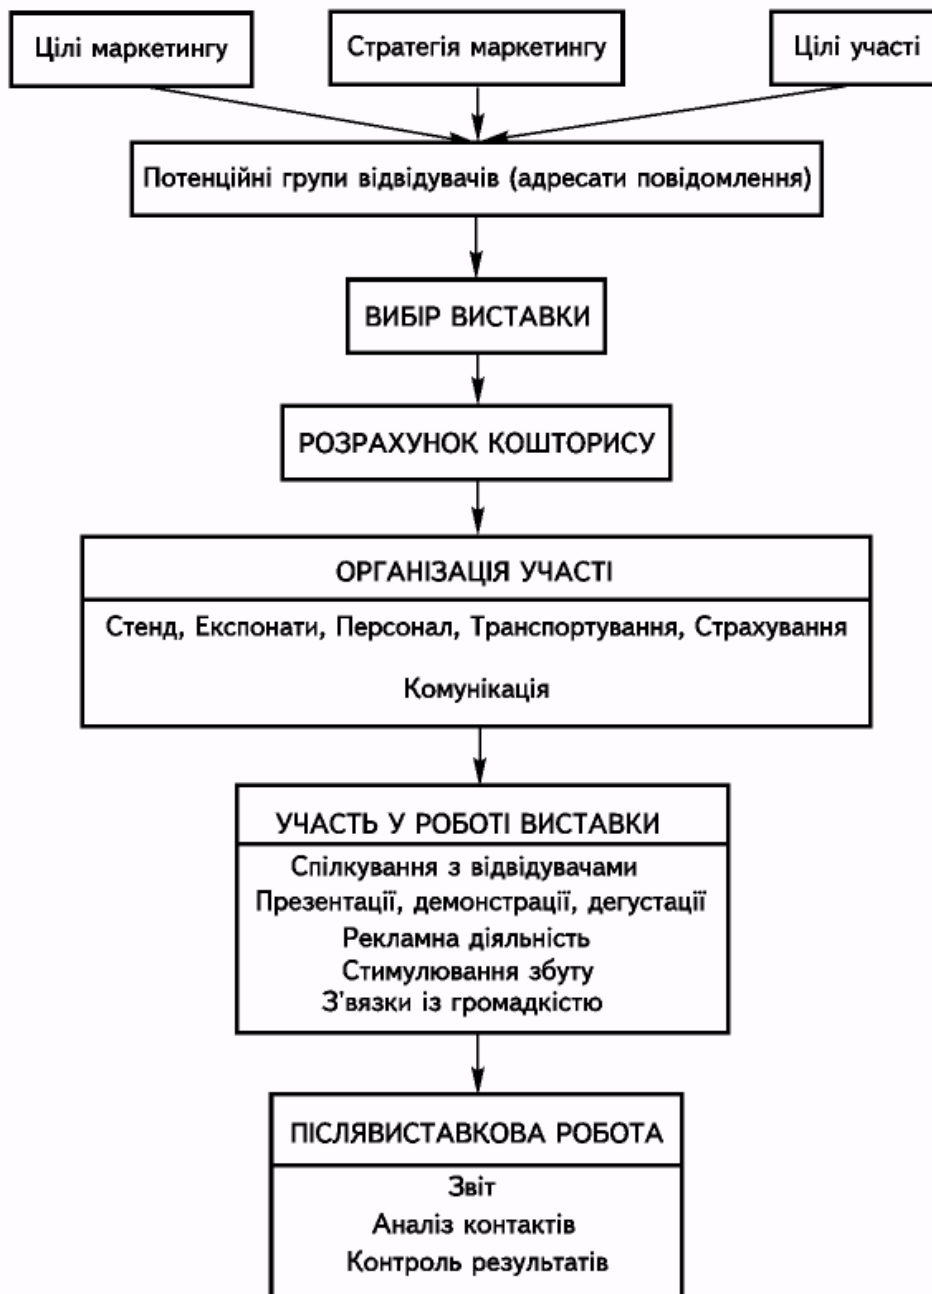 Цілі маркетингу
Стратегія маркетингу
Цілі участі
Потенційні групи відвідувачів (адресати повідомлення)
ВИБІР ВИСТАВКИ
РОЗРАХУНОК КОШТОРИСУ
ОРГАНІЗАЦІЯ УЧАСТІ
Стенд, Експонати, Персонал, Транспортування, Страхування
Комунікація
УЧАСТЬ У РОБОТІ ВИСТАВКИ
Спілкування з відвідувачами
Презентації, демонстрації, дегустації
Рекламна діяльність
Стимулювання збуту
З'вязки із громадкістю
ПІСЛЯВИСТАВКОВА РОБОТА
Звіт
Аналіз контактів
Контроль результатів